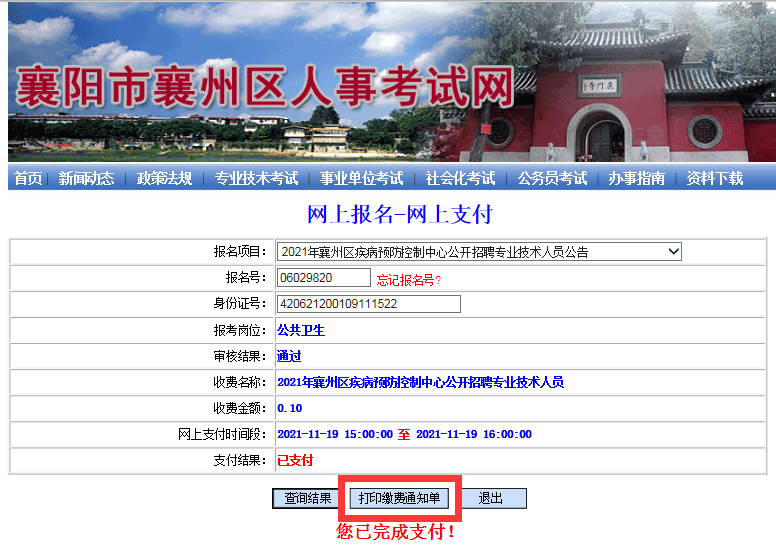 襄阳市襄州区人事考试网
首页 | 新闻动态 | 政策法规 | 专业技术考试 | 事业单位考试 | 社会化考试 | 公务员考试 | 办事指南 | 资料下载
网上报名-网上支付
报名项目: 2021年襄州区疾病预防控制中心公开招聘专业技术人员公告
报名号: 06029820 忘记报名号?
身份证号: 420621200109111522
报考岗位: 公共卫生
审核结果: 通过
收费名称: 2021年襄州区疾病预防控制中心公开招聘专业技术人员
收费金额: 0.10
网上支付时间段: 2021-11-19 15:00:00 至 2021-11-19 16:00:00
支付结果: 已支付
查询结果 打印缴费通知单 退出
您已完成支付!